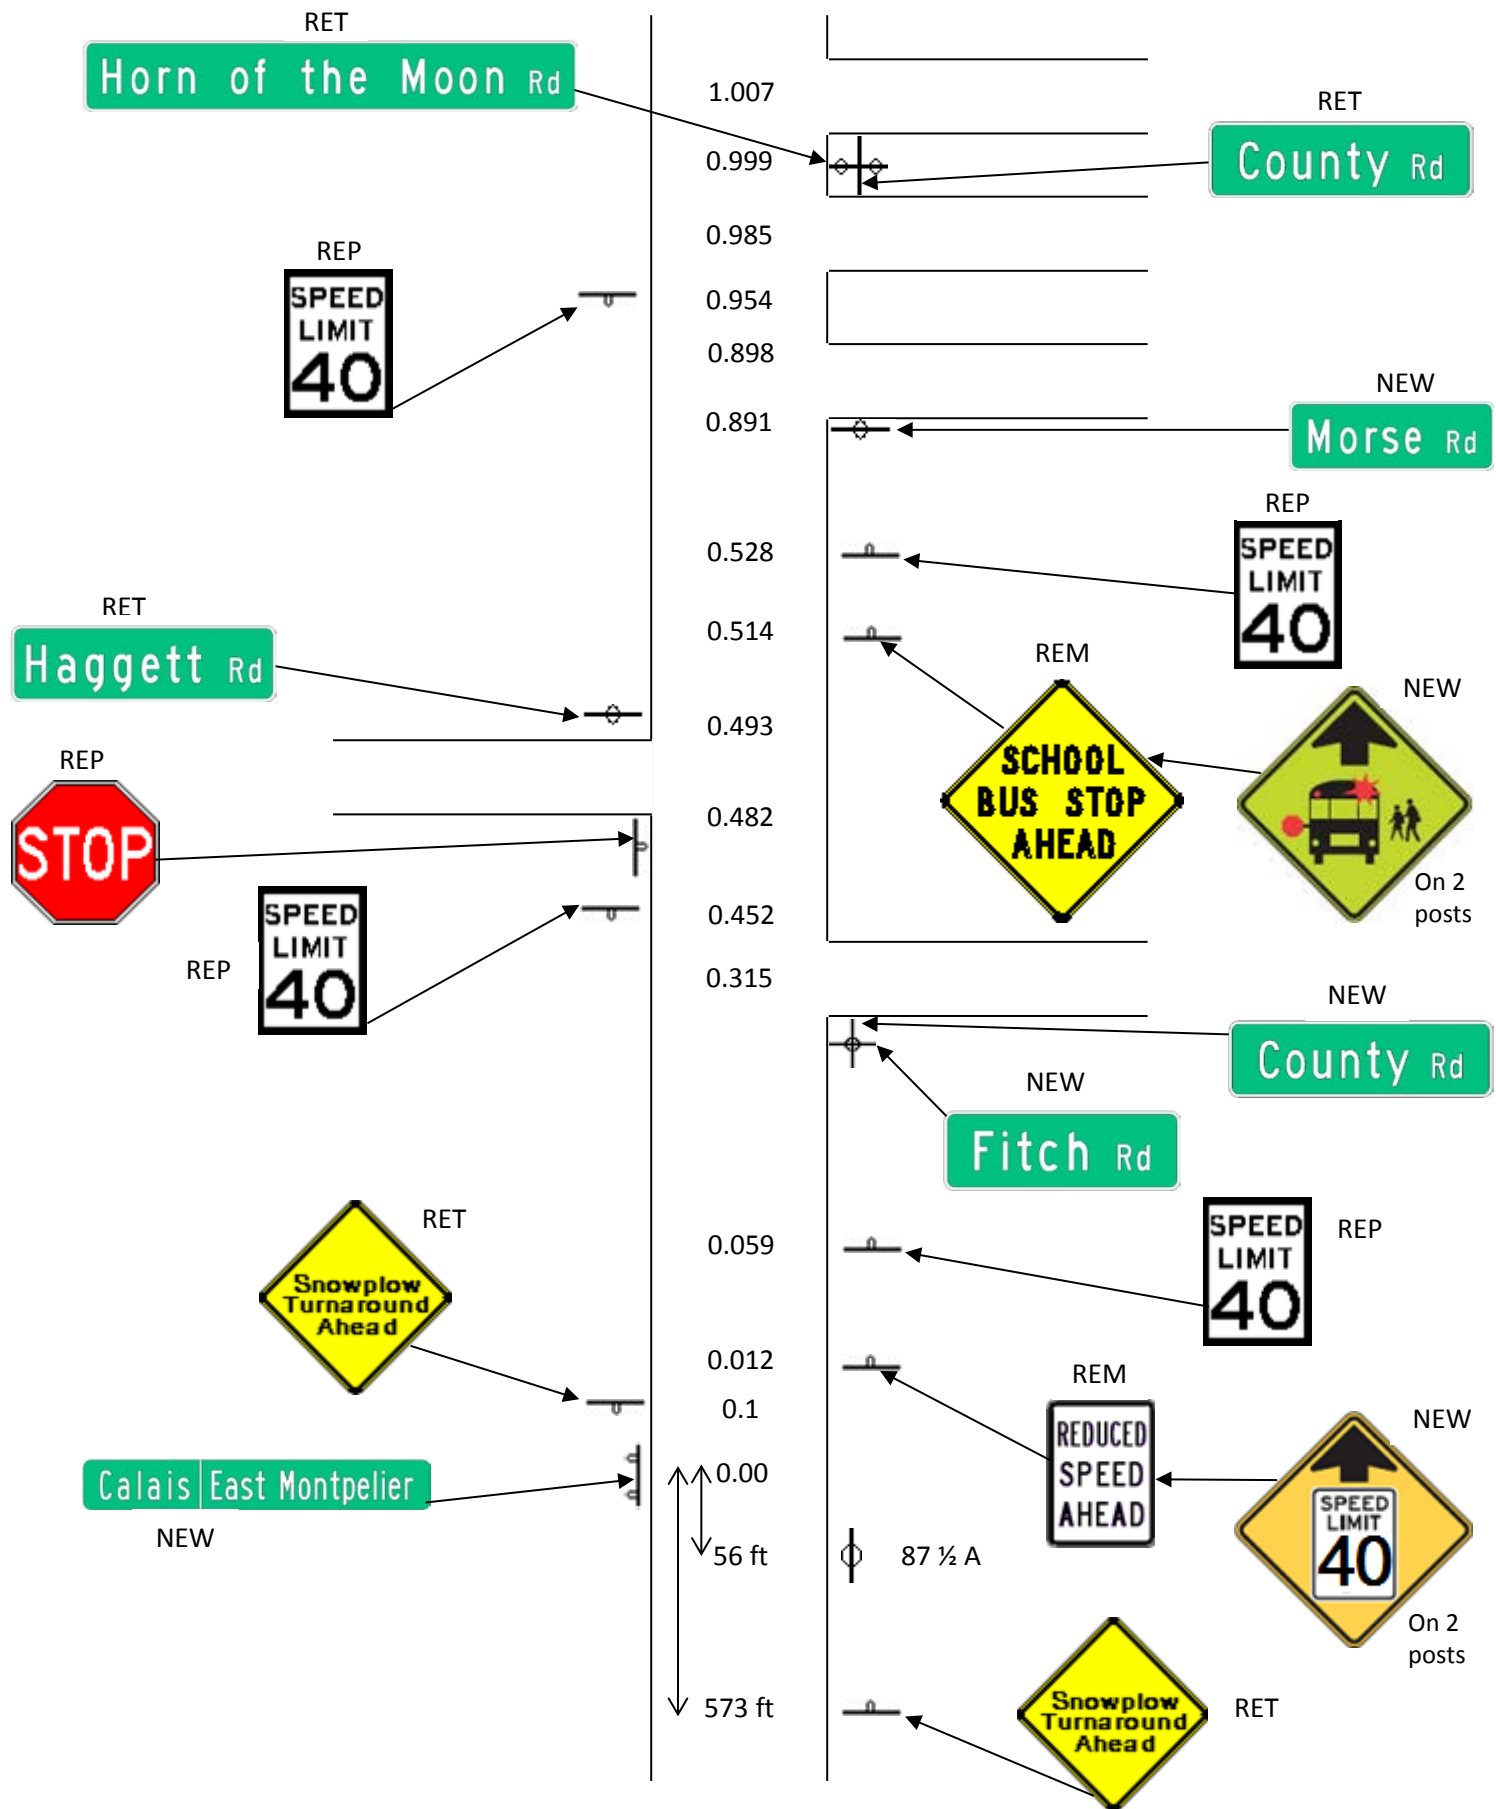 RET
Horn of the Moon Rd
1.007
RET
County Rd
0.999
0.985
REP
SPEED
LIMIT
40
0.954
0.898
NEW
Morse Rd
0.891
REP
SPEED
LIMIT
40
0.528
RET
Haggett Rd
0.514
REM
SCHOOL
BUS STOP
AHEAD
NEW
On 2
posts
0.493
REP
STOP
0.482
SPEED
LIMIT
40
REP
0.452
0.315
NEW
County Rd
NEW
Fitch Rd
RET
Snowplow
Turnaround
Ahead
0.059
SPEED
LIMIT
40
REP
0.012
0.1
REM
REDUCED
SPEED
AHEAD
NEW
SPEED
LIMIT
40
On 2
posts
Calais East Montpelier
NEW
0.00
56 ft
87 ½ A
573 ft
Snowplow
Turnaround
Ahead
RET